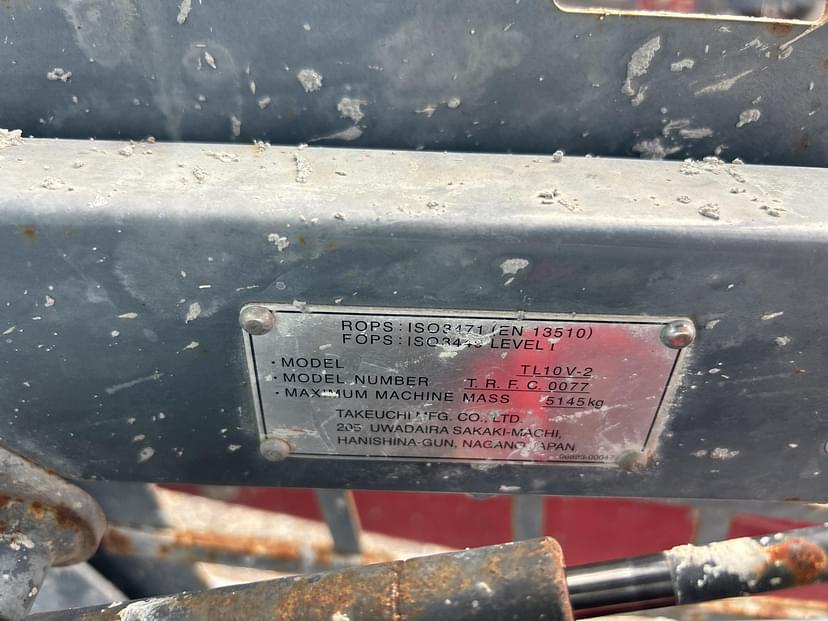 ROPS : ISO3471 (EN 13510)
FOPS : ISO3449 LEVEL I
· MODEL TL10V-2
· MODEL NUMBER T. R. F. C. 0077
· MAXIMUM MACHINE MASS 5145kg
TAKEUCHI MFG. CO., LTD.
205 UWADAIRA SAKAKI-MACHI,
HANISHINA-GUN, NAGANO JAPAN